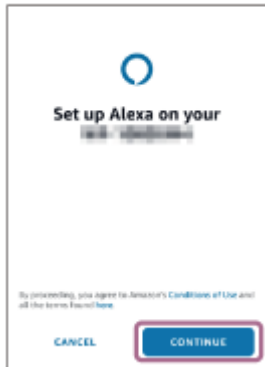 Set up Alexa on your
By proceeding, you agree to Amazon's Conditions of Use and
all the terms found here.
CANCEL
CONTINUE